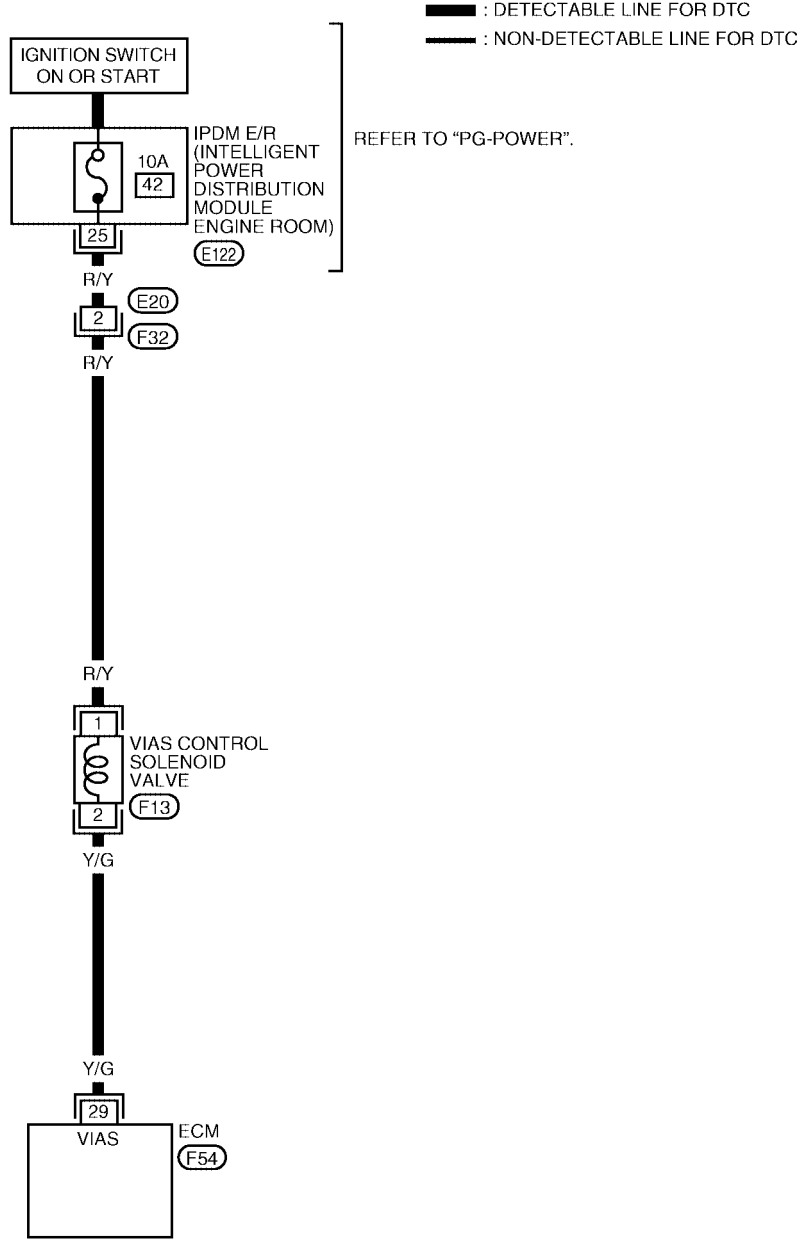 : DETECTABLE LINE FOR DTC
: NON-DETECTABLE LINE FOR DTC
IGNITION SWITCH
ON OR START
IPDM E/R
(INTELLIGENT
POWER
DISTRIBUTION
MODULE
ENGINE ROOM)
10A
42
REFER TO “PG-POWER”.
25
E122
R/Y
E20
2
F32
R/Y
R/Y
1
VIAS CONTROL
SOLENOID
VALVE
2
F13
Y/G
Y/G
29
VIAS
ECM
F54